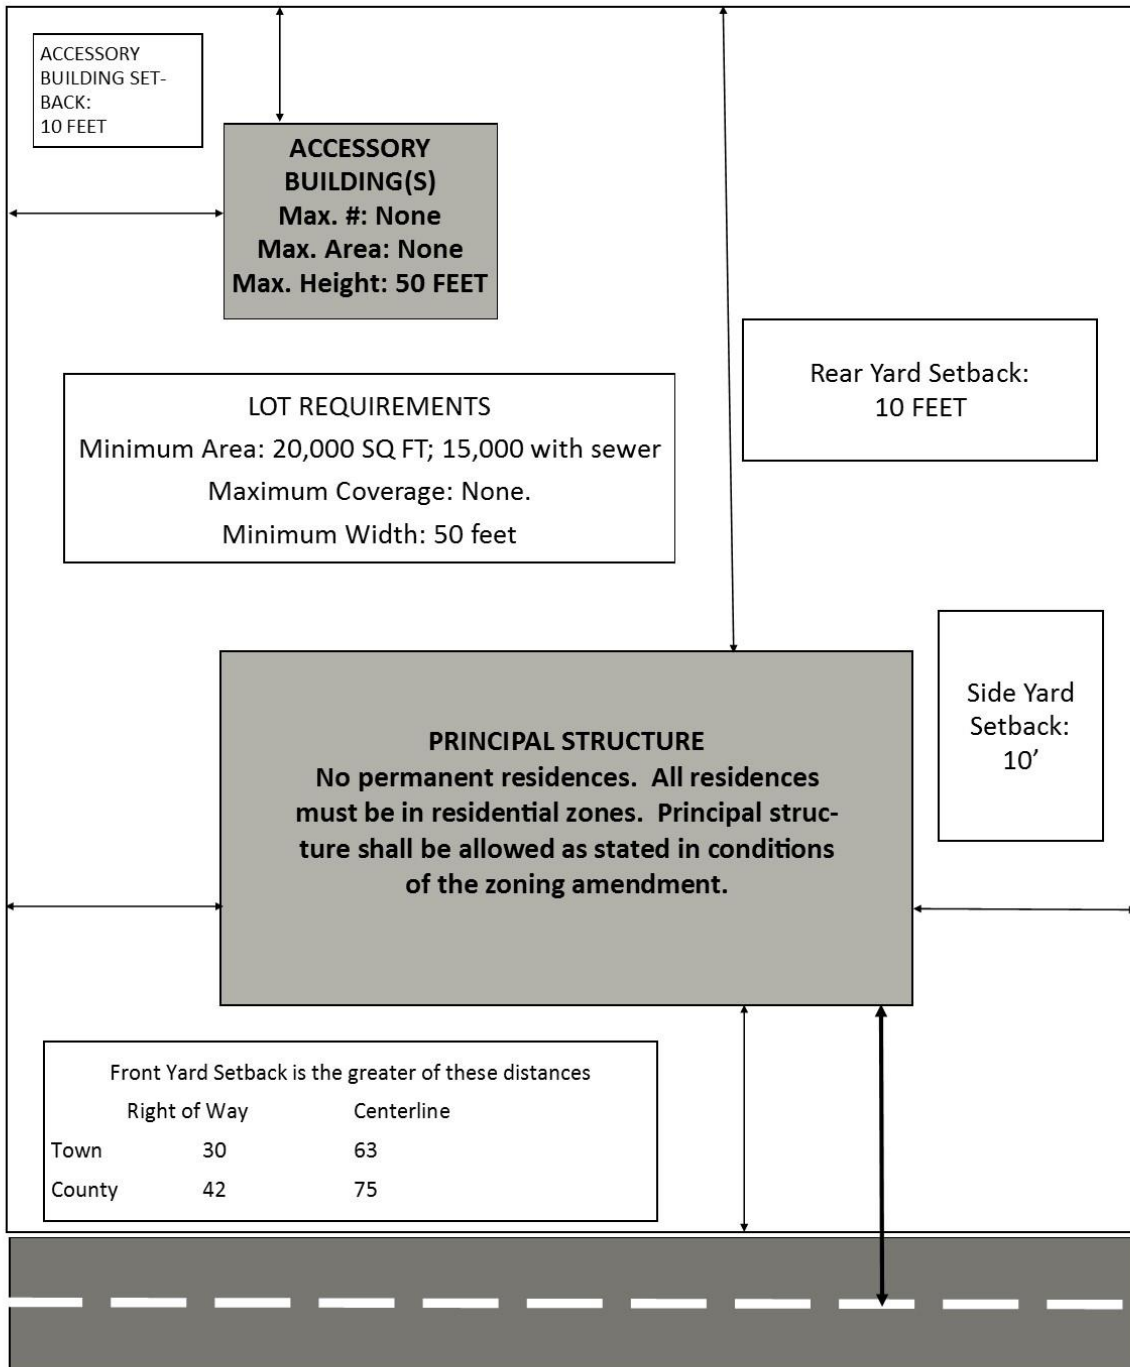 ACCESSORY
BUILDING SET-
BACK:
10 FEET
ACCESSORY
BUILDING(S)
Max. #: None
Max. Area: None
Max. Height: 50 FEET
LOT REQUIREMENTS
Minimum Area: 20,000 SQ FT; 15,000 with sewer
Maximum Coverage: None.
Minimum Width: 50 feet
Rear Yard Setback:
10 FEET
Side Yard
Setback:
10’
PRINCIPAL STRUCTURE
No permanent residences.  All residences
must be in residential zones.  Principal struc-
ture shall be allowed as stated in conditions
of the zoning amendment.
Front Yard Setback is the greater of these distances
Right of Way Centerline
Town 30 63
County 42 75